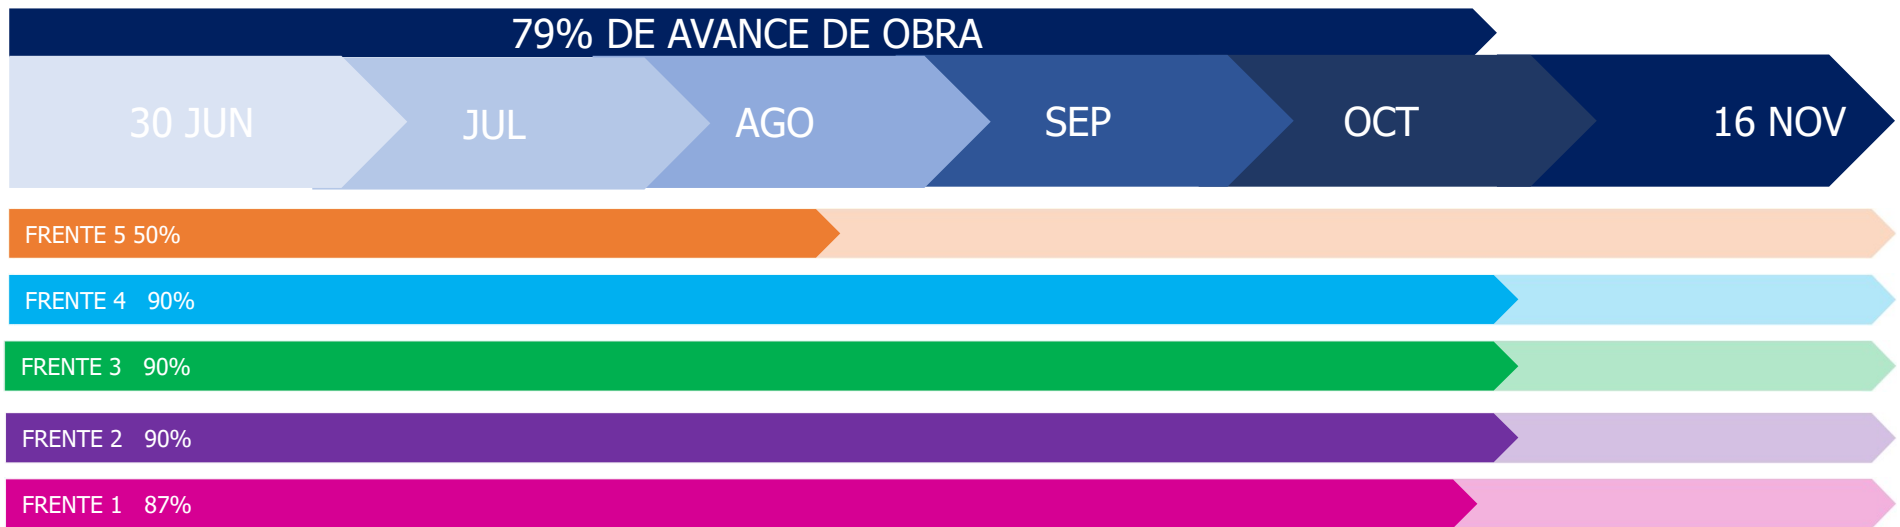 79% DE AVANCE DE OBRA
30 JUN JUL AGO SEP OCT 16 NOV
FRENTE 5 50%
FRENTE 4 90%
FRENTE 3 90%
FRENTE 2 90%
FRENTE 1 87%